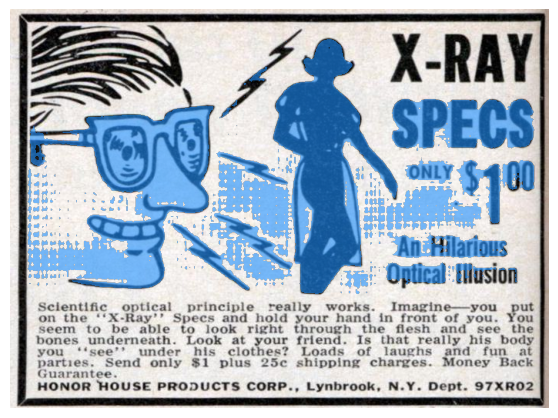 X-RAY
SPECS
ONLY $1.00
An Hilarious
Optical Illusion
Scientific optical principle really works. Imagine—you put
on the "X-Ray" Specs and hold your hand in front of you. You
seem to be able to look right through the flesh and see the
bones underneath. Look at your friend. Is that really his body
you "see" under his clothes? Loads of laughs and fun at
parties. Send only $1 plus 25c shipping charges. Money Back
Guarantee.
HONOR HOUSE PRODUCTS CORP., Lynbrook, N.Y. Dept. 97XR02